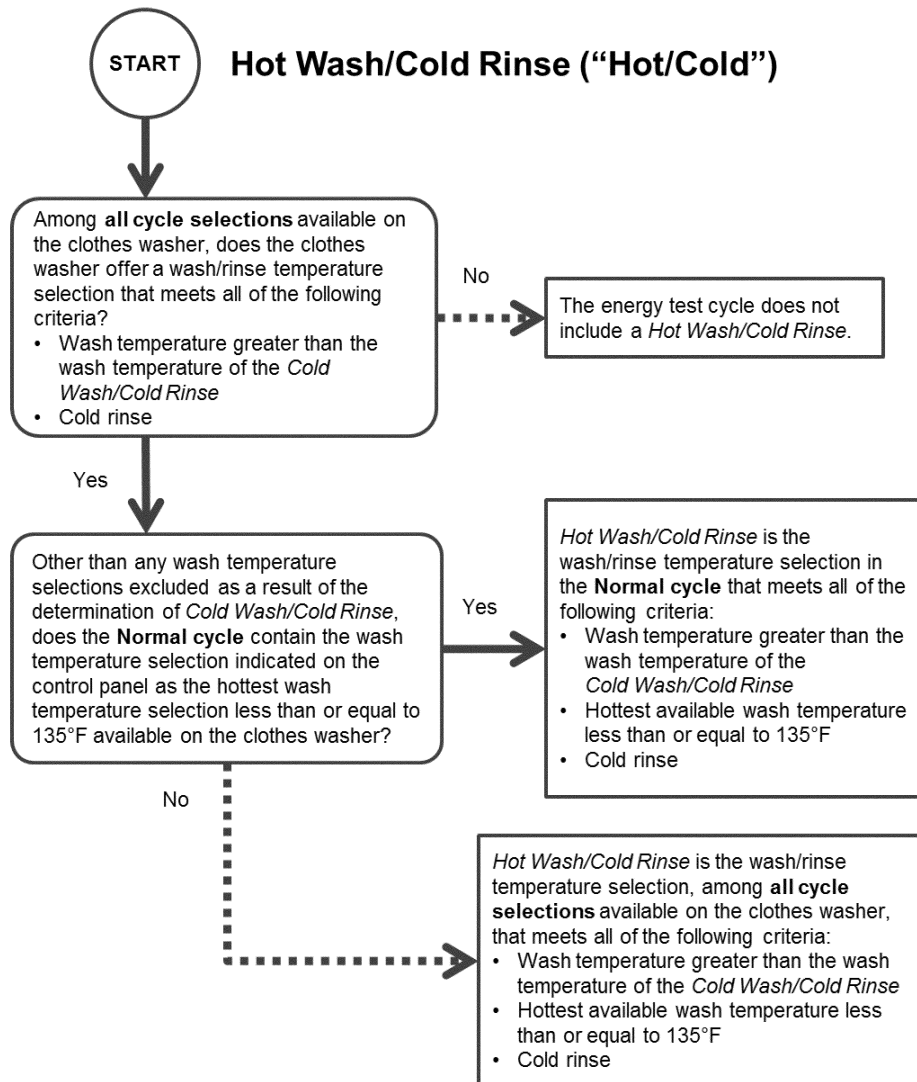 START
Hot Wash/Cold Rinse (“Hot/Cold”)
Among all cycle selections available on
the clothes washer, does the clothes
washer offer a wash/rinse temperature
selection that meets all of the following
criteria?
• Wash temperature greater than the
wash temperature of the Cold
Wash/Cold Rinse
• Cold rinse
No
The energy test cycle does not
include a Hot Wash/Cold Rinse.
Yes
Other than any wash temperature
selections excluded as a result of the
determination of Cold Wash/Cold Rinse,
does the Normal cycle contain the wash
temperature selection indicated on the
control panel as the hottest wash
temperature selection less than or equal to
135°F available on the clothes washer?
Yes
Hot Wash/Cold Rinse is the
wash/rinse temperature selection in
the Normal cycle that meets all of the
following criteria:
• Wash temperature greater than the
wash temperature of the
Cold Wash/Cold Rinse
• Hottest available wash temperature
less than or equal to 135°F
• Cold rinse
No
Hot Wash/Cold Rinse is the wash/rinse
temperature selection, among all cycle
selections available on the clothes washer,
that meets all of the following criteria:
• Wash temperature greater than the wash
temperature of the Cold Wash/Cold Rinse
• Hottest available wash temperature less
than or equal to 135°F
• Cold rinse